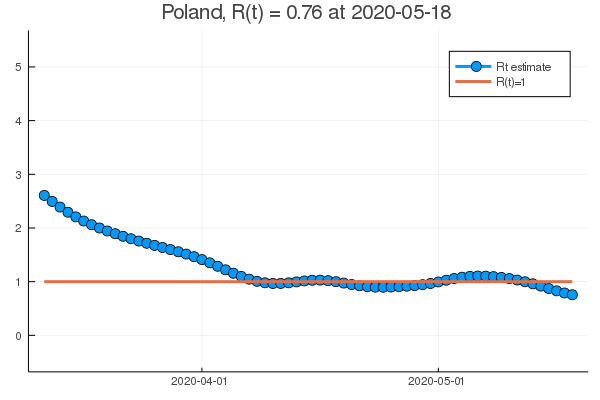 Poland, R(t) = 0.76 at 2020-05-18
5
4
3
2
1
0
Rt estimate
R(t)=1
2020-04-01
2020-05-01